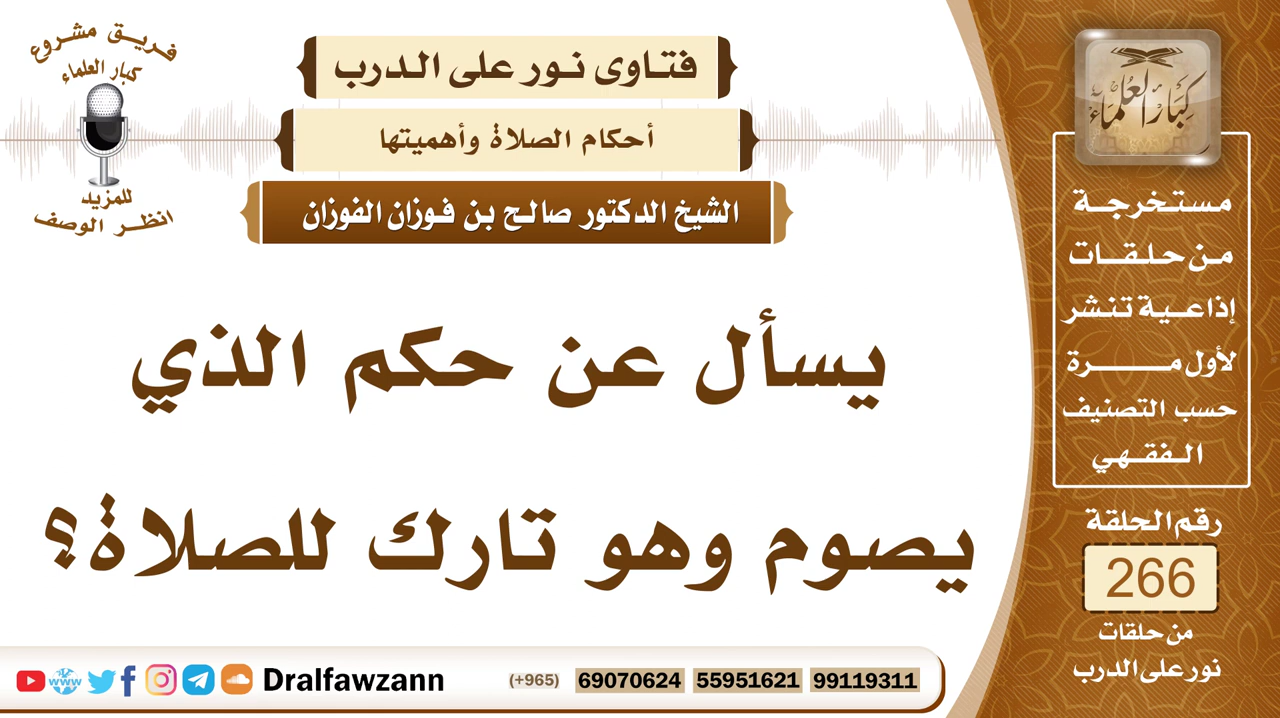 فريق مشروع
كبار العلماء
للمزيد
انظر الوصف
فتاوى نور على الدرب
أحكام الصلاة وأهميتها
الشيخ الدكتور صالح بن فوزان الفوزان
يسأل عن حكم الذي
يصوم وهو تارك للصلاة؟
كبار العلماء
مستخرجة
من حلقات
إذاعية تنشر
لأول مرة
حسب التصنيف
الفقهي
رقم الحلقة
266
من حلقات
نور على الدرب
www Dralfawzann (+965) 69070624 55951621 99119311